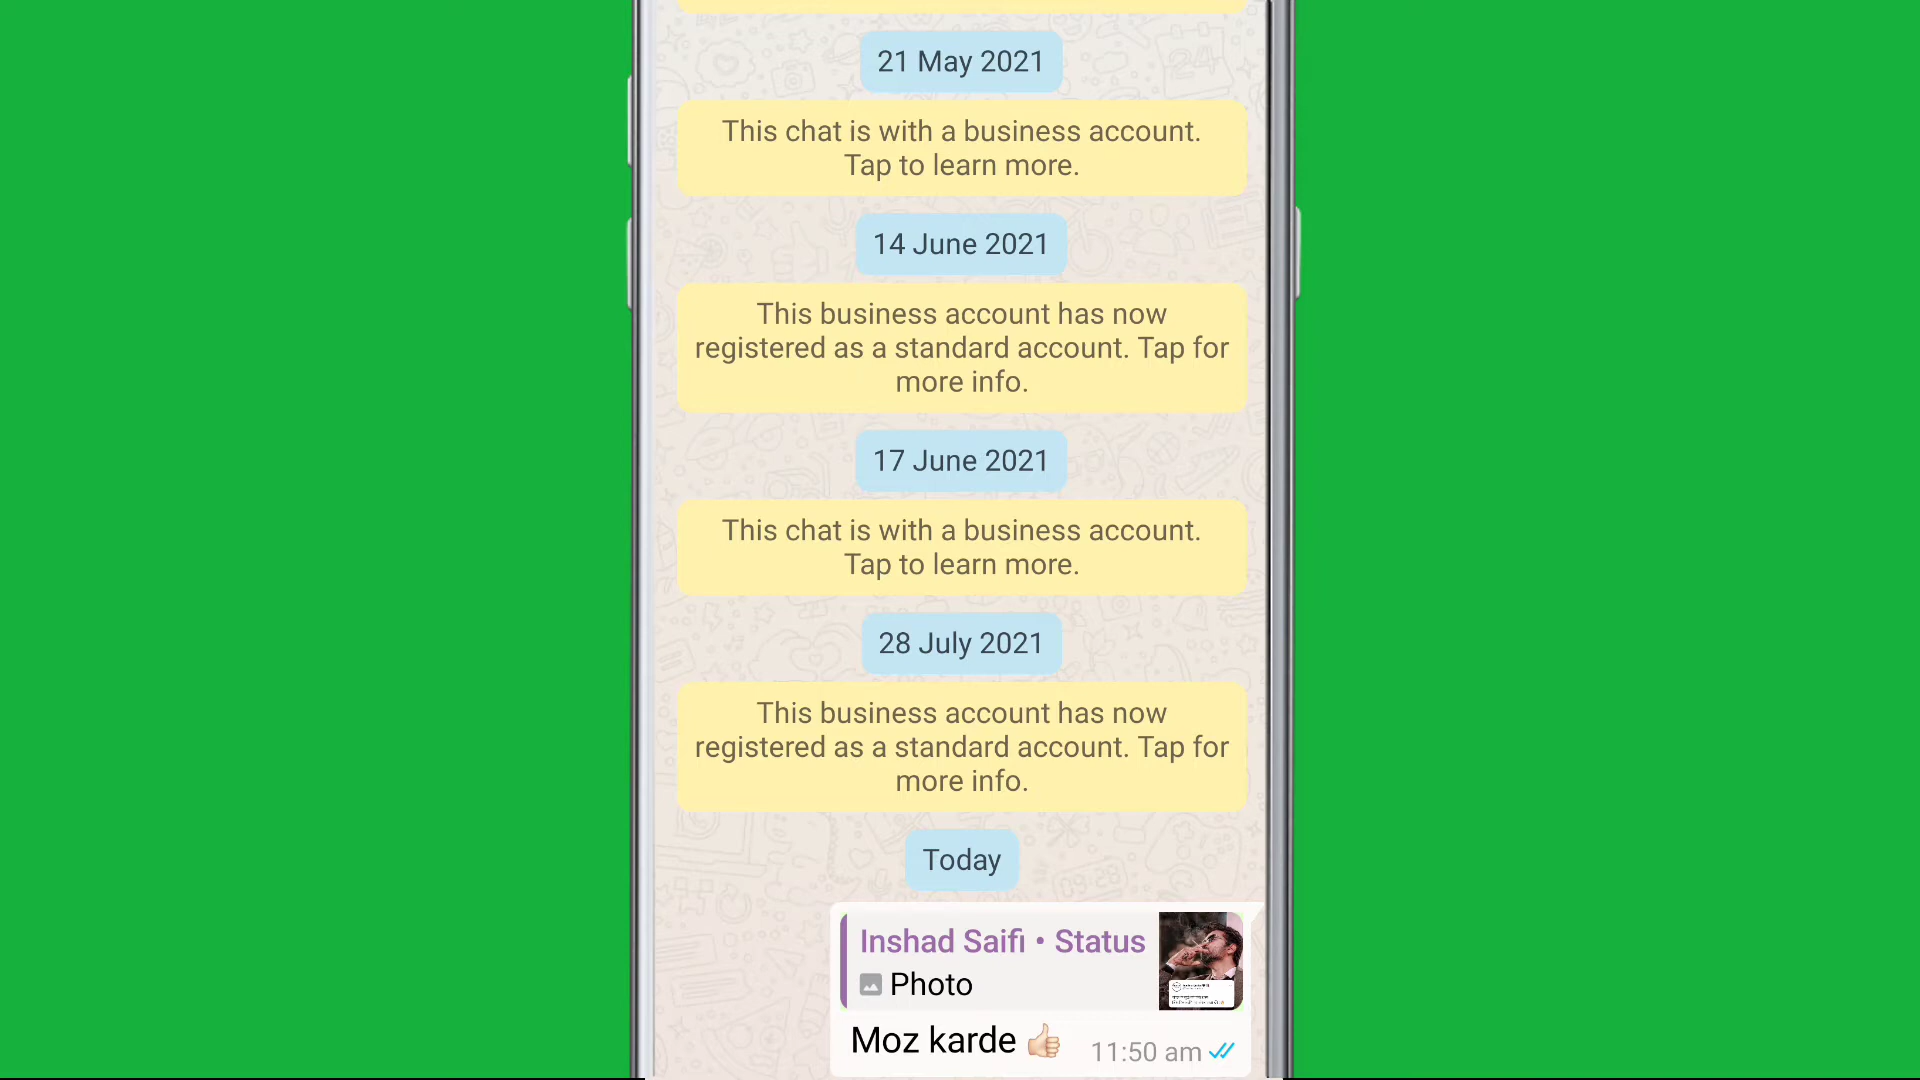 21 May 2021
This chat is with a business account.
Tap to learn more.
14 June 2021
This business account has now
registered as a standard account. Tap for
more info.
17 June 2021
This chat is with a business account.
Tap to learn more.
28 July 2021
This business account has now
registered as a standard account. Tap for
more info.
Today
Inshad Saifi • Status
Photo
Moz karde 👍🏻 11:50 am